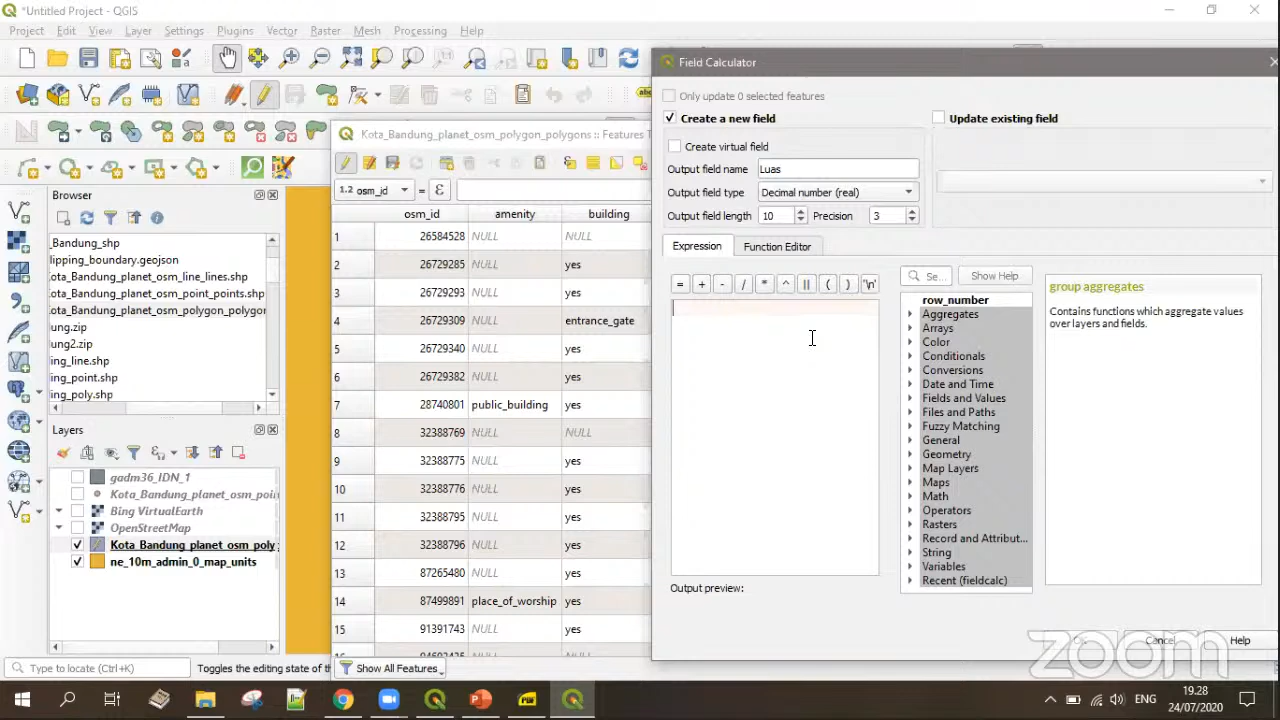 *Untitled Project - QGIS
Project Edit View Layer Settings Plugins Vector Raster Mesh Processing Help
Field Calculator
Only update 0 selected features
Create a new field
Update existing field
Create virtual field
Output field name
Luas
Output field type
Decimal number (real)
Output field length
10
Precision
3
Expression
Function Editor
= + - / * ^ || ( ) '\n'
Se...
Show Help
row_number
Aggregates
Arrays
Color
Conditionals
Conversions
Date and Time
Fields and Values
Files and Paths
Fuzzy Matching
General
Geometry
Map Layers
Maps
Math
Operators
Rasters
Record and Attribut...
String
Variables
Recent (fieldcalc)
group aggregates
Contains functions which aggregate values
over layers and fields.
Output preview:
Cancel
Help
Kota_Bandung_planet_osm_polygon_polygons :: Features T
1.2 osm_id
= ε
osm_id amenity building
1 26584528 NULL NULL
2 26729285 NULL yes
3 26729293 NULL yes
4 26729309 NULL entrance_gate
5 26729340 NULL yes
6 26729382 NULL yes
7 28740801 public_building yes
8 32388769 NULL NULL
9 32388775 NULL yes
10 32388776 NULL yes
11 32388795 NULL yes
12 32388796 NULL yes
13 87265480 NULL yes
14 87499891 place_of_worship yes
15 91391743 NULL yes
Show All Features
Browser
_Bandung_shp
lipping_boundary.geojson
ota_Bandung_planet_osm_line_lines.shp
ota_Bandung_planet_osm_point_points.shp
ota_Bandung_planet_osm_polygon_polygon
ung.zip
ung2.zip
ing_line.shp
ing_point.shp
ing_poly.shp
Layers
gadm36_IDN_1
Kota_Bandung_planet_osm_poin
Bing VirtualEarth
OpenStreetMap
Kota_Bandung_planet_osm_poly
ne_10m_admin_0_map_units
Type to locate (Ctrl+K)
Toggles the editing state of th
zoom
ENG
19.28
24/07/2020